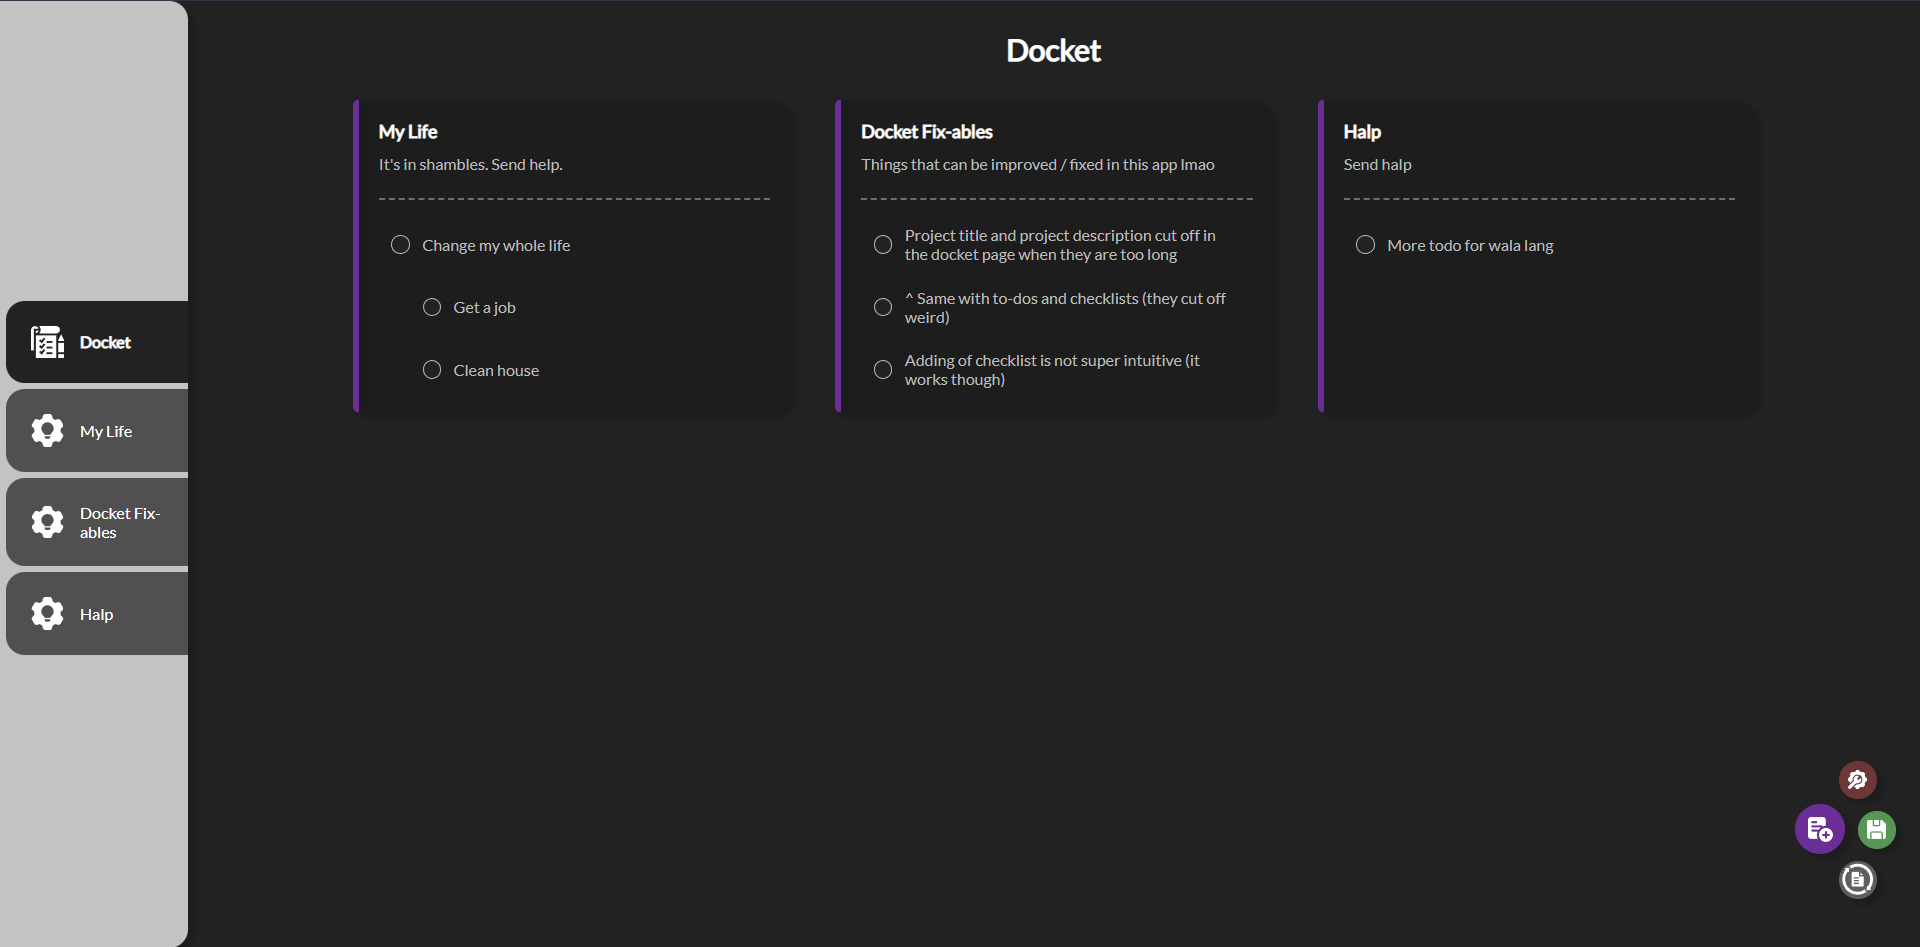 Docket
My Life
Docket Fix-
ables
Halp
Docket
My Life
It's in shambles. Send help.
Change my whole life
Get a job
Clean house
Docket Fix-ables
Things that can be improved / fixed in this app lmao
Project title and project description cut off in
the docket page when they are too long
^ Same with to-dos and checklists (they cut off
weird)
Adding of checklist is not super intuitive (it
works though)
Halp
Send halp
More todo for wala lang